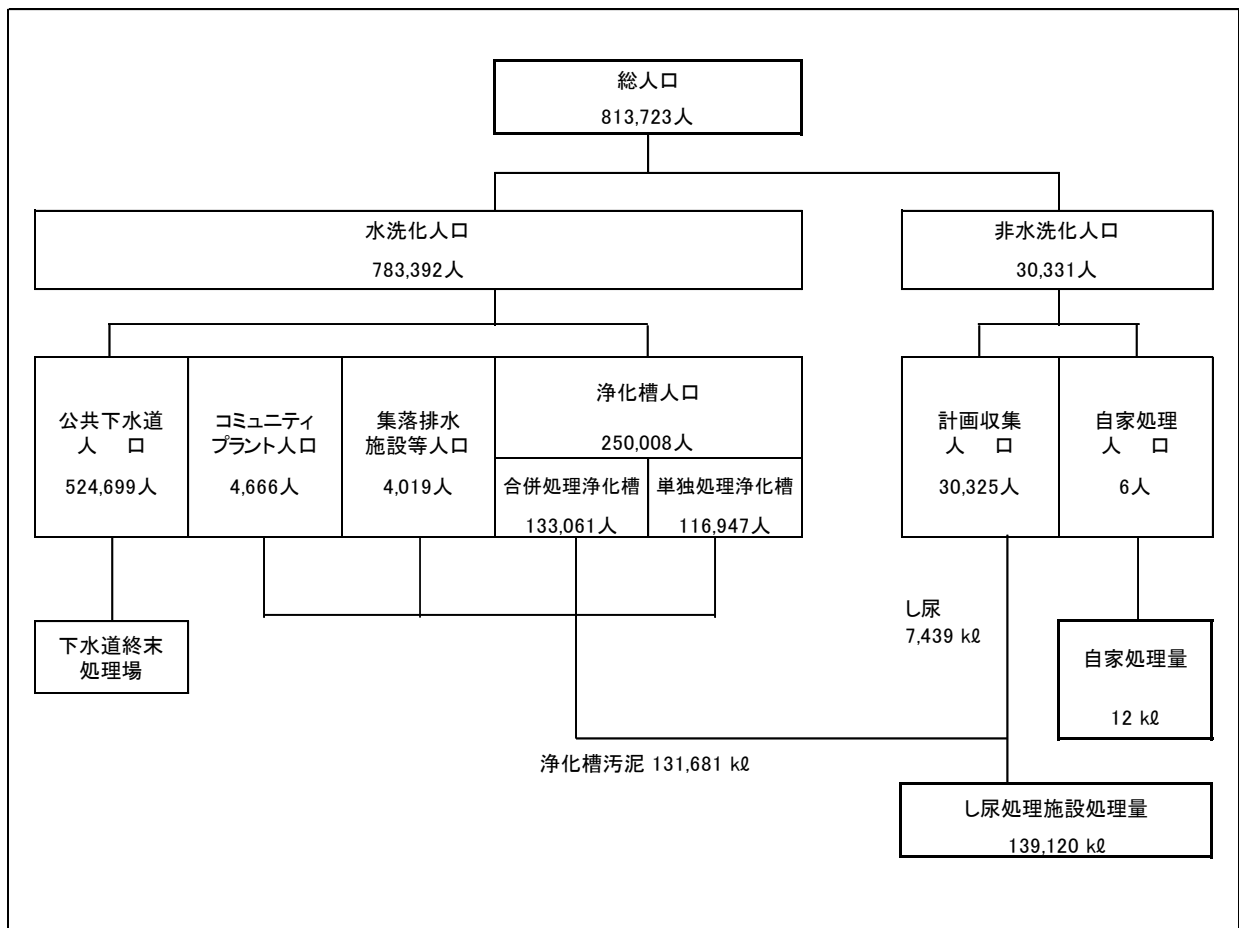 総人口
813,723人
水洗化人口
783,392人
非水洗化人口
30,331人
公共下水道
人　口
524,699人
コミュニティ
プラント人口
4,666人
集落排水
施設等人口
4,019人
浄化槽人口
250,008人
合併処理浄化槽
133,061人
単独処理浄化槽
116,947人
計画収集
人　口
30,325人
自家処理
人　口
6人
下水道終末
処理場
し尿
7,439 kℓ
自家処理量
12 kℓ
浄化槽汚泥 131,681 kℓ
し尿処理施設処理量
139,120 kℓ